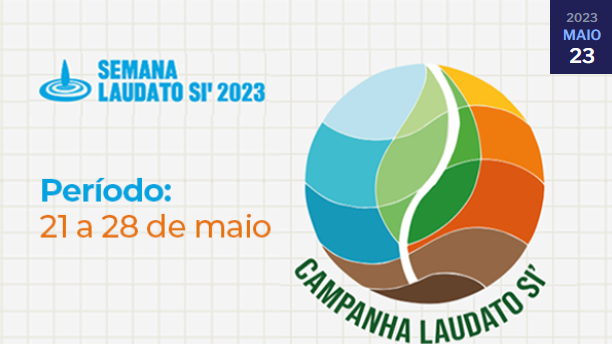 2023
MAIO
23
SEMANA
LAUDATO SI' 2023
Período:
21 a 28 de maio
CAMPANHA LAUDATO SI'